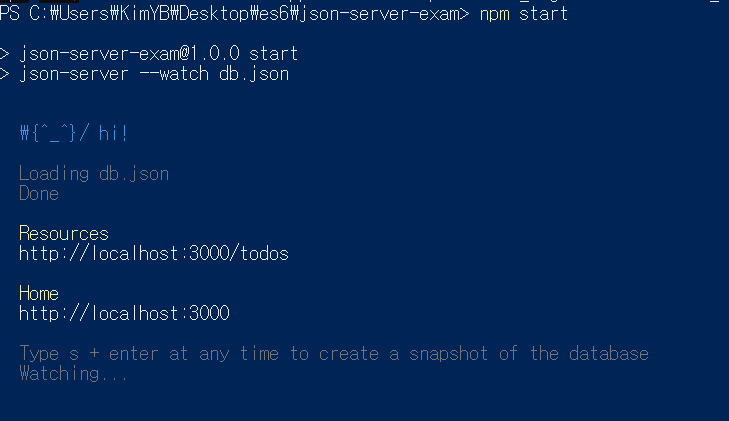 PS C:₩Users₩KimYB₩Desktop₩es6₩json-server-exam> npm start
> json-server-exam@1.0.0 start
> json-server --watch db.json
₩{^_^}/ hi!
Loading db.json
Done
Resources
http://localhost:3000/todos
Home
http://localhost:3000
Type s + enter at any time to create a snapshot of the database
Watching...